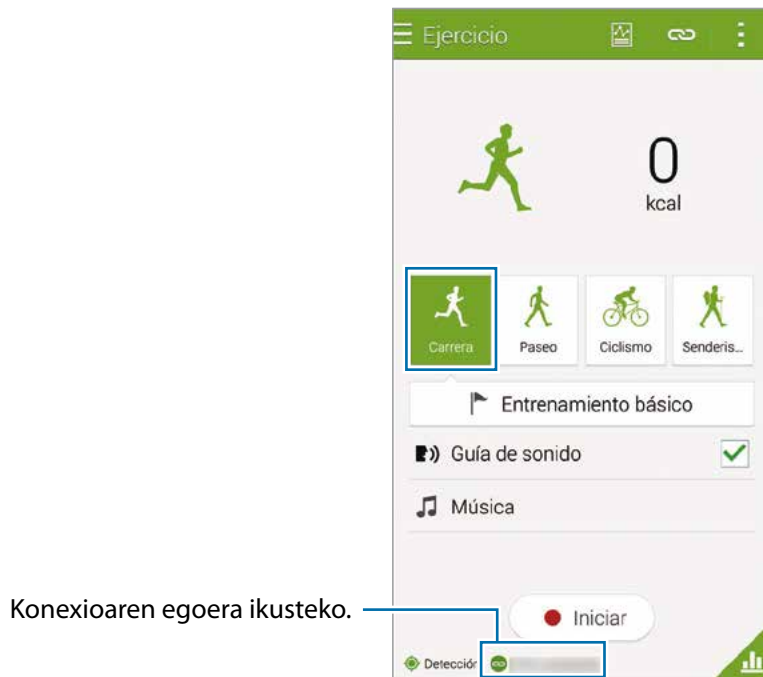 Ejercicio
0
kcal
Carrera Paseo Ciclismo Senderis...
Entrenamiento básico
Guía de sonido
Música
Konexioaren egoera ikusteko.
Iniciar
Detección